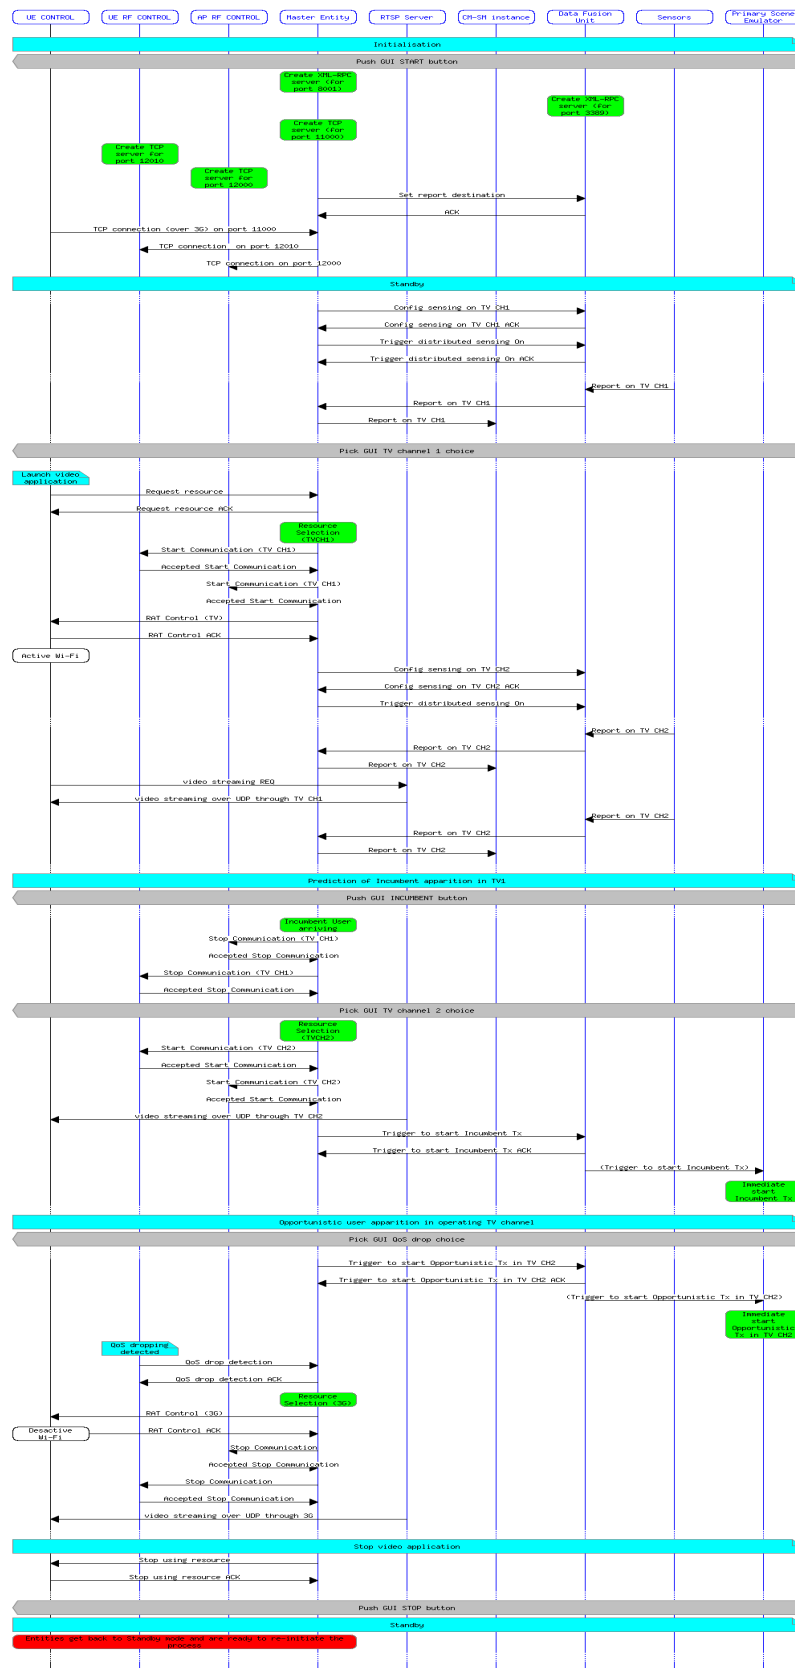 UE CONTROL
UE RF CONTROL
AP RF CONTROL
Master Entity
RTSP Server
CM-SM instance
Data Fusion
Unit
Sensors
Primary Scene
Emulator
Initialisation
Push GUI START button
Create XML-RPC
server (for
port 8001)
Create XML-RPC
server (for
port 3389)
Create TCP
server (for
port 11000)
Create TCP
server for
port 12010
Create TCP
server for
port 12000
Set report destination
ACK
TCP connection (over 3G) on port 11000
TCP connection  on port 12010
TCP connection on port 12000
Standby
Config sensing on TV CH1
Config sensing on TV CH1 ACK
Trigger distributed sensing On
Trigger distributed sensing On ACK
Report on TV CH1
Report on TV CH1
Report on TV CH1
Pick GUI TV channel 1 choice
Launch video
application
Request resource
Request resource ACK
Resource
Selection
(TVCH1)
Start Communication (TV CH1)
Accepted Start Communication
Start Communication (TV CH1)
Accepted Start Communication
RAT Control (TV)
RAT Control ACK
Active Wi-Fi
Config sensing on TV CH2
Config sensing on TV CH2 ACK
Trigger distributed sensing On
Report on TV CH2
Report on TV CH2
Report on TV CH2
video streaming REQ
video streaming over UDP through TV CH1
Report on TV CH2
Report on TV CH2
Report on TV CH2
Prediction of Incumbent apparition in TV1
Push GUI INCUMBENT button
Incumbent User
arriving
Stop Communication (TV CH1)
Accepted Stop Communication
Stop Communication (TV CH1)
Accepted Stop Communication
Pick GUI TV channel 2 choice
Resource
Selection
(TVCH2)
Start Communication (TV CH2)
Accepted Start Communication
Start Communication (TV CH2)
Accepted Start Communication
video streaming over UDP through TV CH2
Trigger to start Incumbent Tx
Trigger to start Incumbent Tx ACK
(Trigger to start Incumbent Tx)
Immediate
start
Incumbent Tx
Opportunistic user apparition in operating TV channel
Pick GUI QoS drop choice
Trigger to start Opportunistic Tx in TV CH2
Trigger to start Opportunistic Tx in TV CH2 ACK
(Trigger to start Opportunistic Tx in TV CH2)
Immediate
start
Opportunistic
Tx in TV CH2
QoS dropping
detected
QoS drop detection
QoS drop detection ACK
Resource
Selection (3G)
RAT Control (3G)
Desactive
Wi-Fi
RAT Control ACK
Stop Communication
Accepted Stop Communication
Stop Communication
Accepted Stop Communication
video streaming over UDP through 3G
Stop video application
Stop using resource
Stop using resource ACK
Push GUI STOP button
Standby
Entities get back to Standby mode and are ready to re-initiate the
process